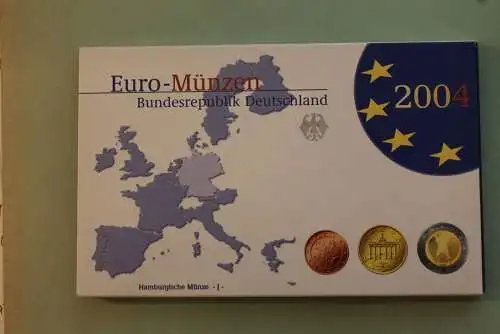 Euro-Münzen
Bundesrepublik Deutschland
2004
Hamburgische Münze - J -